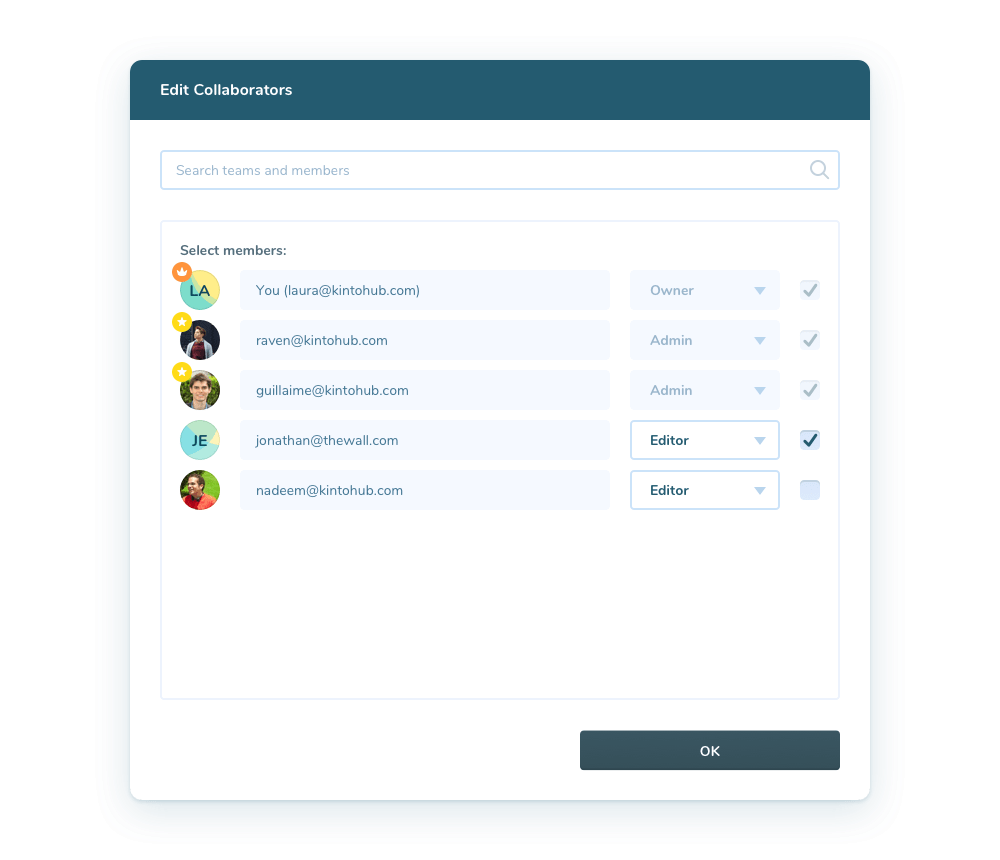 Edit Collaborators
Search teams and members
Select members:
LA You (laura@kintohub.com) Owner
raven@kintohub.com Admin
guillaime@kintohub.com Admin
JE jonathan@thewall.com Editor
nadeem@kintohub.com Editor
OK